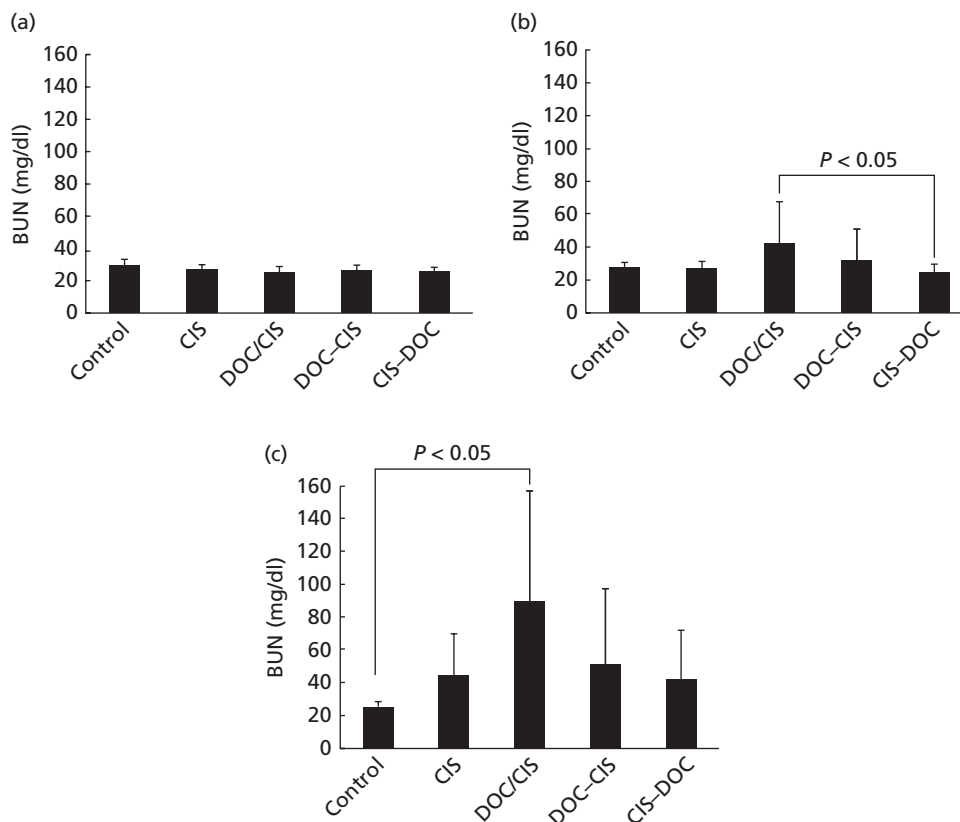 (a)
160
140
120
100
80
60
40
20
0
BUN (mg/dl)
Control
CIS
DOC/CIS
DOC–CIS
CIS–DOC
(b)
160
140
120
100
80
60
40
20
0
BUN (mg/dl)
P < 0.05
Control
CIS
DOC/CIS
DOC–CIS
CIS–DOC
(c)
160
140
120
100
80
60
40
20
0
BUN (mg/dl)
P < 0.05
Control
CIS
DOC/CIS
DOC–CIS
CIS–DOC